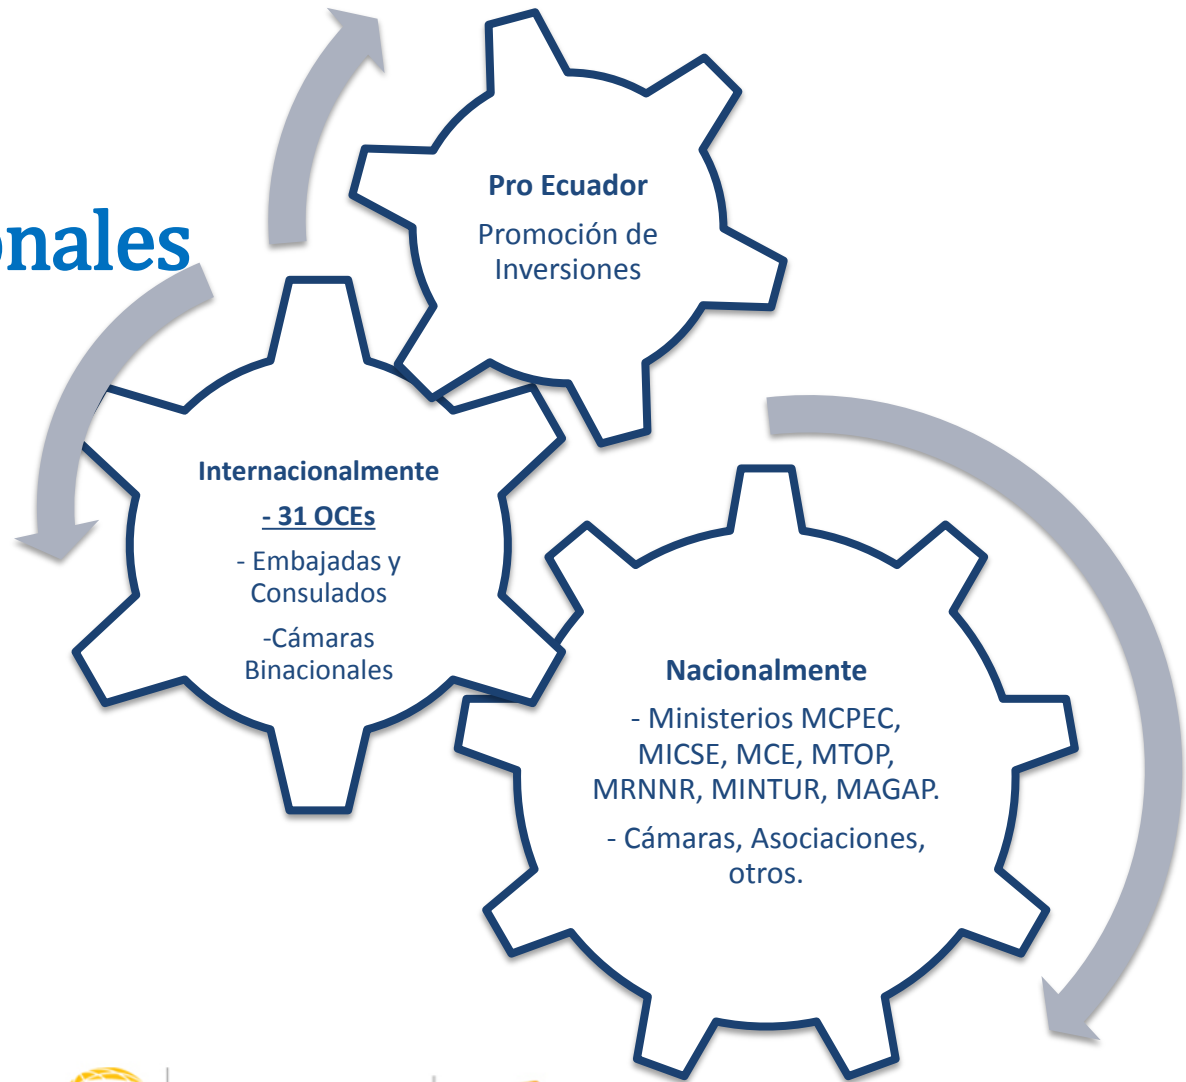 onales
Pro Ecuador
Promoción de
Inversiones
Internacionalmente
- 31 OCEs
- Embajadas y
Consulados
-Cámaras
Binacionales
Nacionalmente
- Ministerios MCPEC,
MICSE, MCE, MTOP,
MRNNR, MINTUR, MAGAP.
- Cámaras, Asociaciones,
otros.